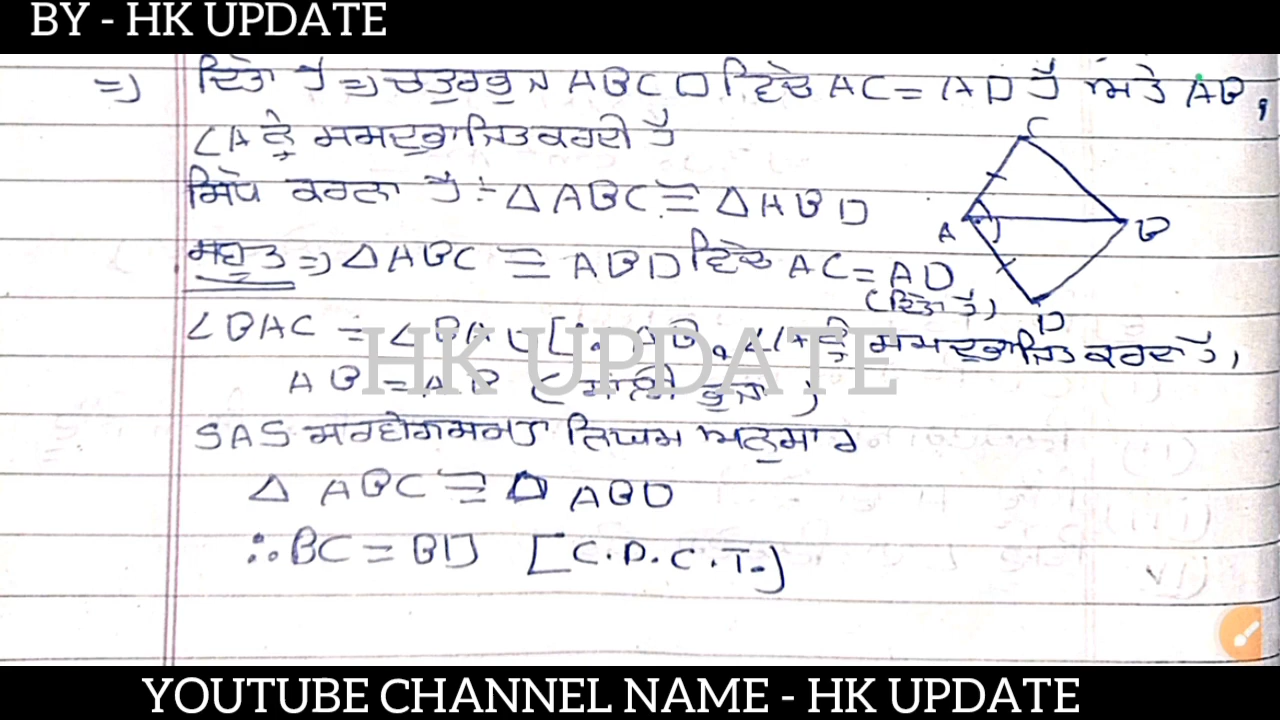 BY - HK UPDATE
=) ਦਿੱਤਾ ਹੈ =) ਚਤੁਰਭੁਜ ABCD ਵਿੱਚ AC = AD ਹੈ ਅਤੇ AB,
∠A ਨੂੰ ਸਮਦੁਭਾਜਿਤ ਕਰਦੀ ਹੈ
ਸਿੱਧ ਕਰਨਾ ਹੈ :- △ ABC ≅ △ ABD
ਸਬੂਤ =) △ ABC ≅ ABD ਵਿੱਚ AC = AD
(ਦਿੱਤਾ ਹੈ)
C
A
B
D
∠BAC = ∠BA [∵ AB, ∠A ਨੂੰ ਸਮਦੁਭਾਜਿਤ ਕਰਦਾ ਹੈ,
AB = (ਸਾਂਝੀ ਭੁਜਾ)
SAS ਸਰਬੰਗਸਮਤਾ ਨਿਯਮ ਅਨੁਸਾਰ
△ ABC ≅ △ ABD
∴ BC = BD [C.P.C.T.]
HK UPDATE
YOUTUBE CHANNEL NAME - HK UPDATE